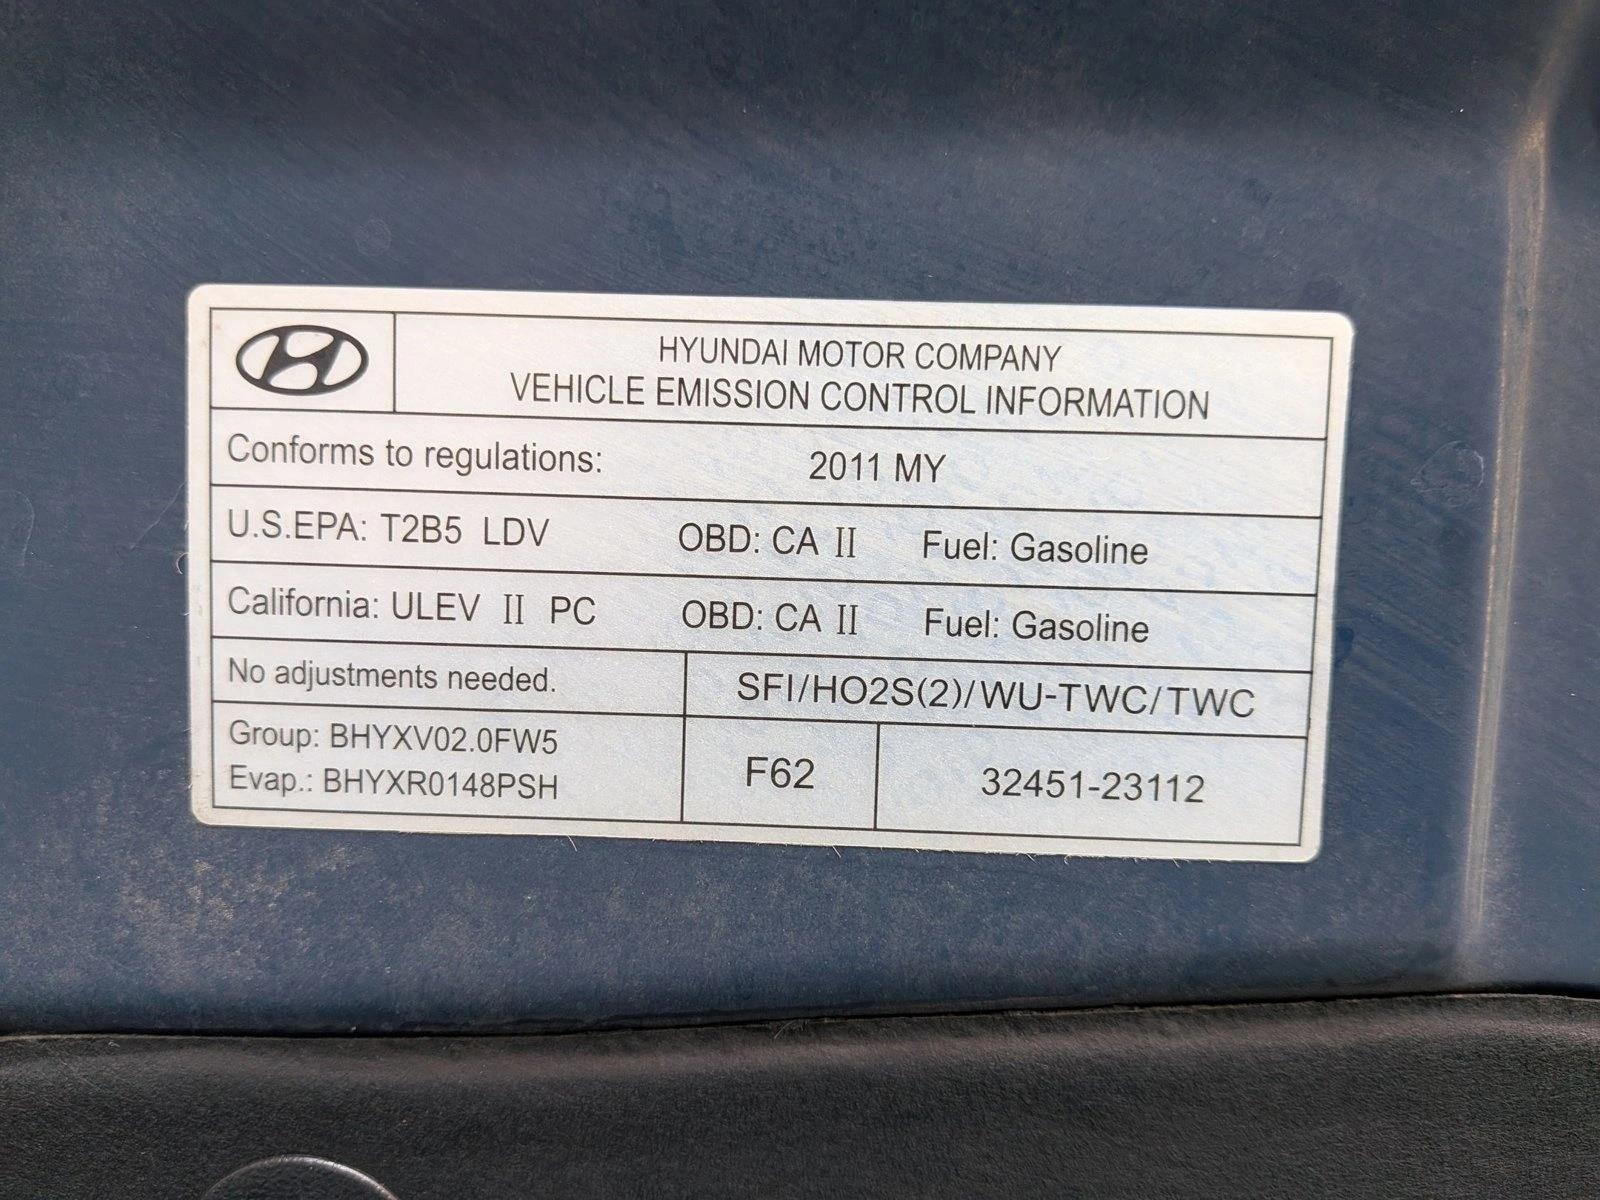 HYUNDAI MOTOR COMPANY
VEHICLE EMISSION CONTROL INFORMATION
Conforms to regulations: 2011 MY
U.S.EPA: T2B5 LDV OBD: CA II Fuel: Gasoline
California: ULEV II PC OBD: CA II Fuel: Gasoline
No adjustments needed. SFI/HO2S(2)/WU-TWC/TWC
Group: BHYXV02.0FW5
Evap.: BHYXR0148PSH
F62
32451-23112